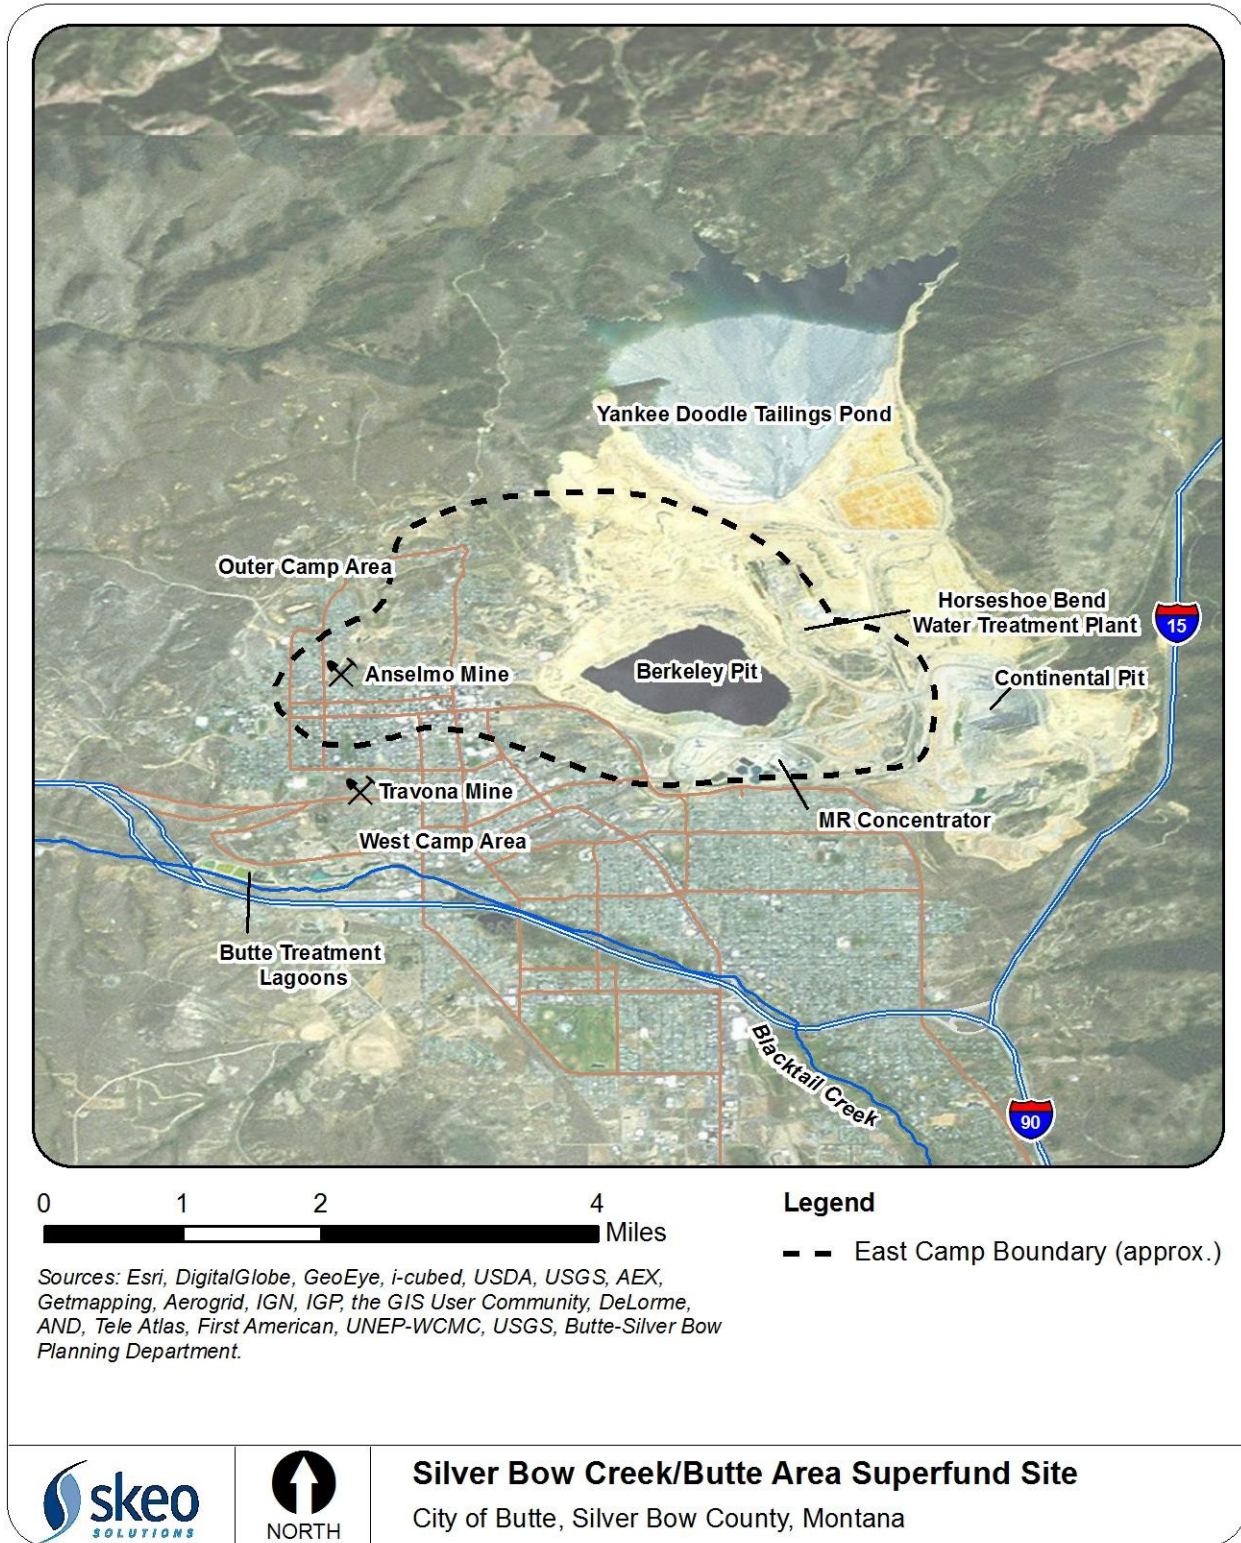 Yankee Doodle Tailings Pond
Outer Camp Area
Horseshoe Bend
Water Treatment Plant
15
Anselmo Mine
Berkeley Pit
Continental Pit
Travona Mine
MR Concentrator
West Camp Area
Butte Treatment
Lagoons
Blacktail Creek
90
0 1 2 4
Miles
Legend
East Camp Boundary (approx.)
Sources: Esri, DigitalGlobe, GeoEye, i-cubed, USDA, USGS, AEX,
Getmapping, Aerogrid, IGN, IGP, the GIS User Community, DeLorme,
AND, Tele Atlas, First American, UNEP-WCMC, USGS, Butte-Silver Bow
Planning Department.
skeo
SOLUTIONS
NORTH
Silver Bow Creek/Butte Area Superfund Site
City of Butte, Silver Bow County, Montana